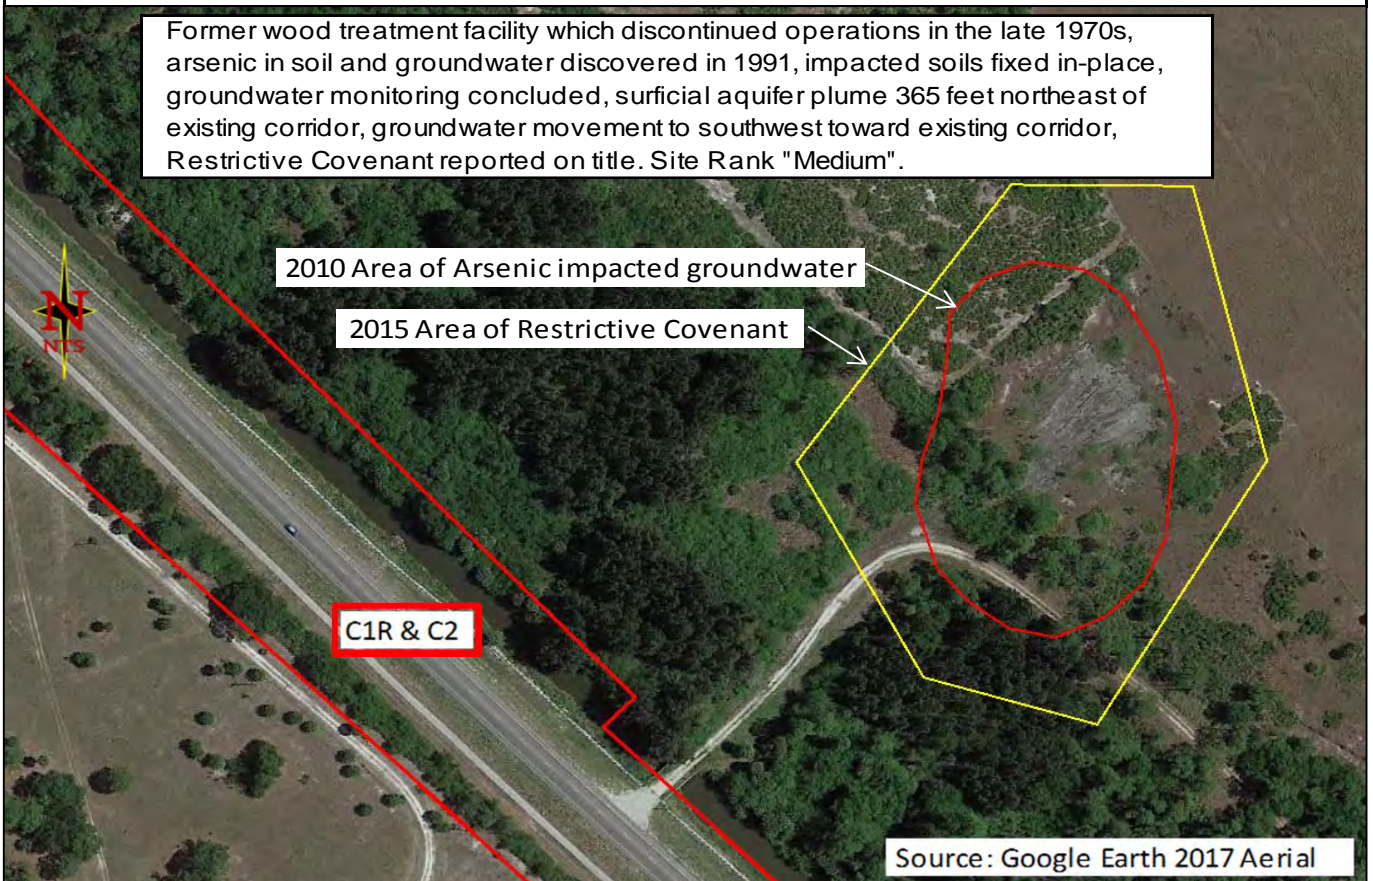 Former wood treatment facility which discontinued operations in the late 1970s,
arsenic in soil and groundwater discovered in 1991, impacted soils fixed in-place,
groundwater monitoring concluded, surficial aquifer plume 365 feet northeast of
existing corridor, groundwater movement to southwest toward existing corridor,
Restrictive Covenant reported on title. Site Rank "Medium".
2010 Area of Arsenic impacted groundwater
2015 Area of Restrictive Covenant
N
NTS
C1R & C2
Source: Google Earth 2017 Aerial